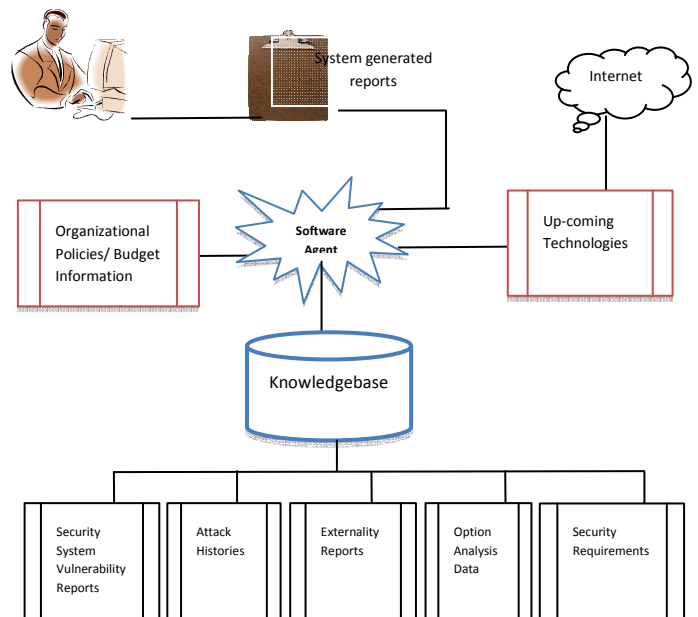 System generated
reports
Internet
Organizational
Policies/ Budget
Information
Software
Agent
Up-coming
Technologies
Knowledgebase
Security
System
Vulnerability
Reports
Attack
Histories
Externality
Reports
Option
Analysis
Data
Security
Requirements